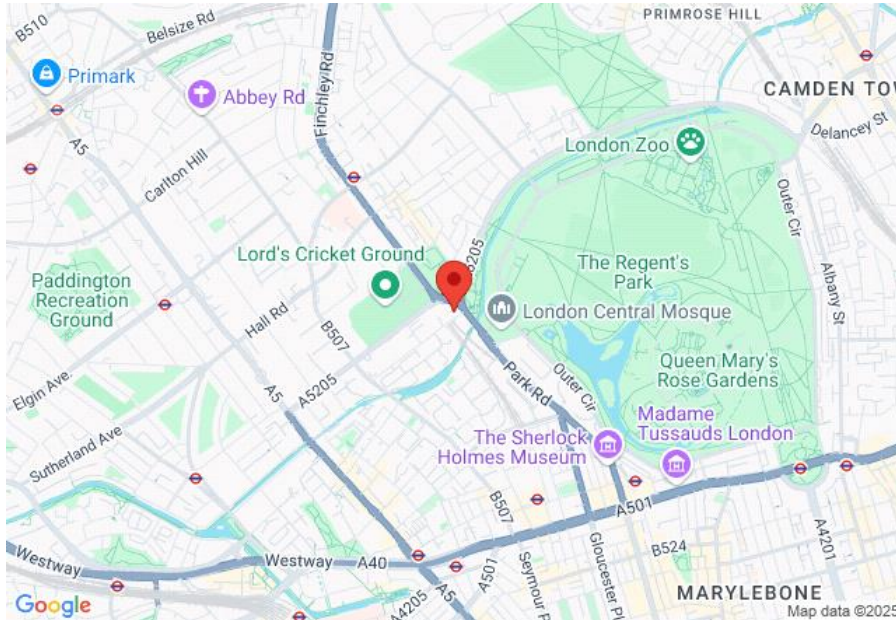 PRIMROSE HILL
B510
Belsize Rd
Primark
Abbey Rd
Finchley Rd
CAMDEN TOW
Delancey St
London Zoo
A5
Carlton Hill
Outer Cir
Lord's Cricket Ground
The Regent's
Park
Paddington
Recreation
Ground
Hall Rd
B507
London Central Mosque
Albany St
Elgin Ave.
A5205
Park Rd
Outer Cir
Queen Mary's
Rose Gardens
A5
Sutherland Ave
The Sherlock
Holmes Museum
Madame
Tussauds London
B507
A501
Westway
Westway
A40
A501
Seymour Pl
Gloucester Pl
B524
A4201
A4205
A5
MARYLEBONE
Google
Map data ©2025